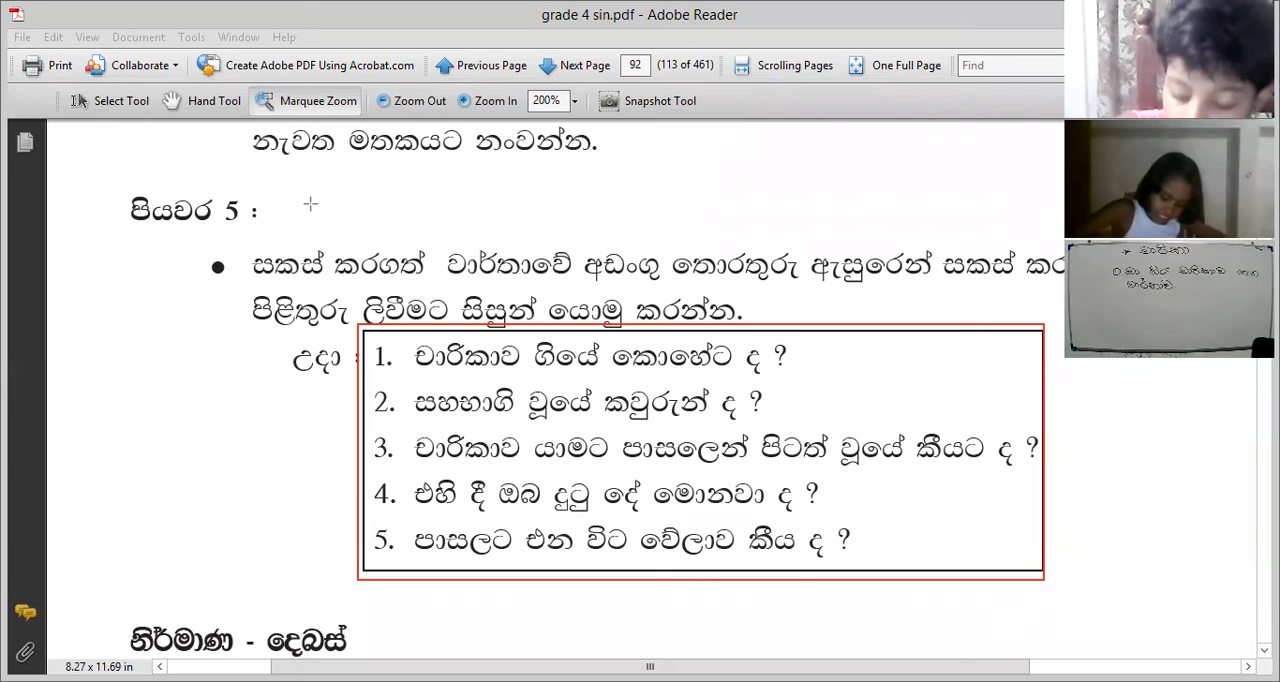 grade 4 sin.pdf - Adobe Reader
File Edit View Document Tools Window Help
Print Collaborate Create Adobe PDF Using Acrobat.com Previous Page Next Page 92 (113 of 461) Scrolling Pages One Full Page Find
Select Tool Hand Tool Marquee Zoom Zoom Out Zoom In 200% Snapshot Tool
නැවත මතකයට නංවන්න.
පියවර 5 :
● සකස් කරගත් වාර්තාවේ අඩංගු තොරතුරු ඇසුරෙන් සකස් කර
පිළිතුරු ලිවීමට සිසුන් යොමු කරන්න.
උදා :
1. චාරිකාව ගියේ කොහේට ද ?
2. සහභාගි වූයේ කවුරුන් ද ?
3. චාරිකාව යාමට පාසලෙන් පිටත් වූයේ කීයට ද ?
4. එහි දී ඔබ දුටු දේ මොනවා ද ?
5. පාසලට එන විට වේලාව කීය ද ?
නිර්මාණ - දෙබස්
8.27 x 11.69 in